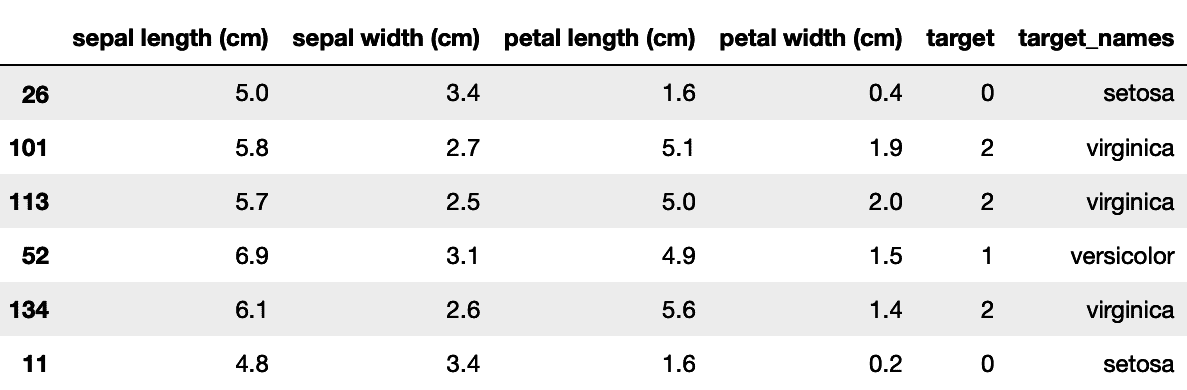 sepal length (cm) sepal width (cm) petal length (cm) petal width (cm) target target_names
26 5.0 3.4 1.6 0.4 0 setosa
101 5.8 2.7 5.1 1.9 2 virginica
113 5.7 2.5 5.0 2.0 2 virginica
52 6.9 3.1 4.9 1.5 1 versicolor
134 6.1 2.6 5.6 1.4 2 virginica
11 4.8 3.4 1.6 0.2 0 setosa